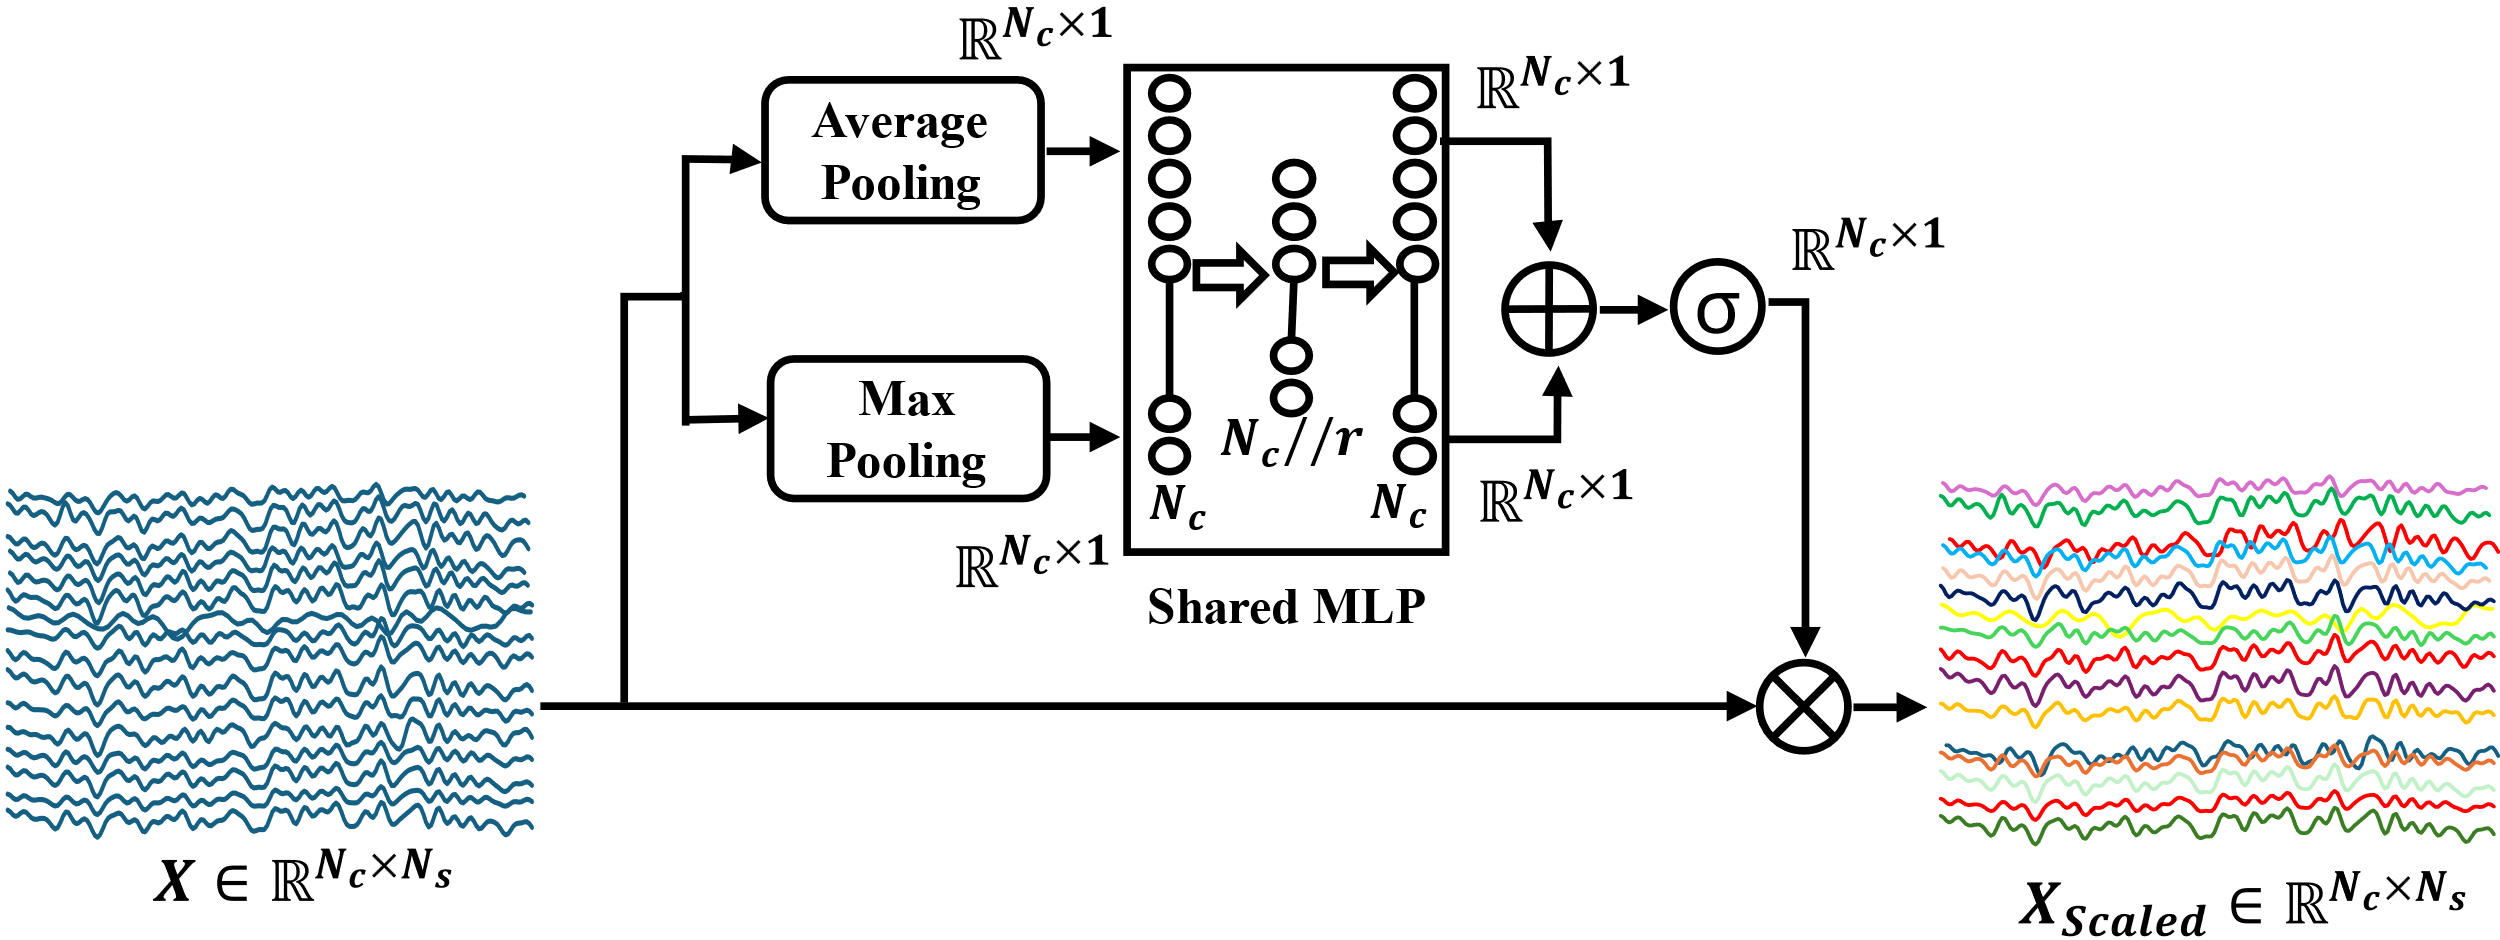 ℝ^{N_c×1}
Average
Pooling
ℝ^{N_c×1}
ℝ^{N_c×1}
σ
Max
Pooling
N_c//r
N_c
N_c
ℝ^{N_c×1}
ℝ^{N_c×1}
Shared MLP
X ∈ ℝ^{N_c×N_s}
X_{Scaled} ∈ ℝ^{N_c×N_s}